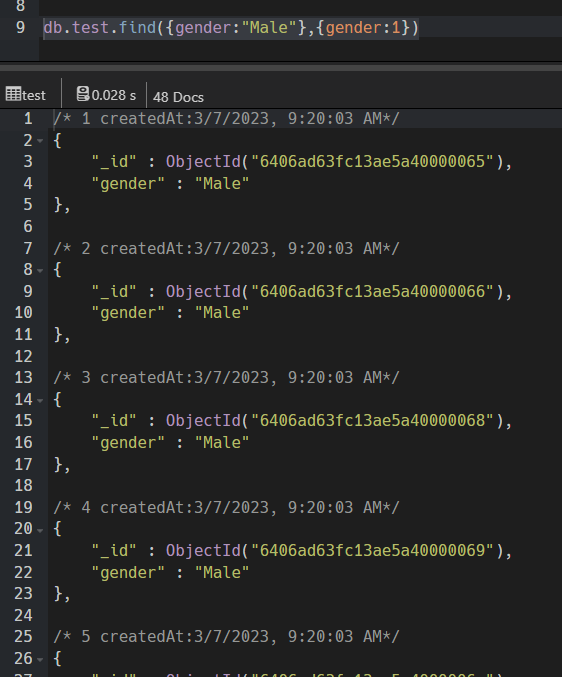 8
9 db.test.find({gender:"Male"},{gender:1})
test 0.028 s 48 Docs
1 /* 1 createdAt:3/7/2023, 9:20:03 AM*/
2 {
3 "_id" : ObjectId("6406ad63fc13ae5a40000065"),
4 "gender" : "Male"
5 },
6
7 /* 2 createdAt:3/7/2023, 9:20:03 AM*/
8 {
9 "_id" : ObjectId("6406ad63fc13ae5a40000066"),
10 "gender" : "Male"
11 },
12
13 /* 3 createdAt:3/7/2023, 9:20:03 AM*/
14 {
15 "_id" : ObjectId("6406ad63fc13ae5a40000068"),
16 "gender" : "Male"
17 },
18
19 /* 4 createdAt:3/7/2023, 9:20:03 AM*/
20 {
21 "_id" : ObjectId("6406ad63fc13ae5a40000069"),
22 "gender" : "Male"
23 },
24
25 /* 5 createdAt:3/7/2023, 9:20:03 AM*/
26 {